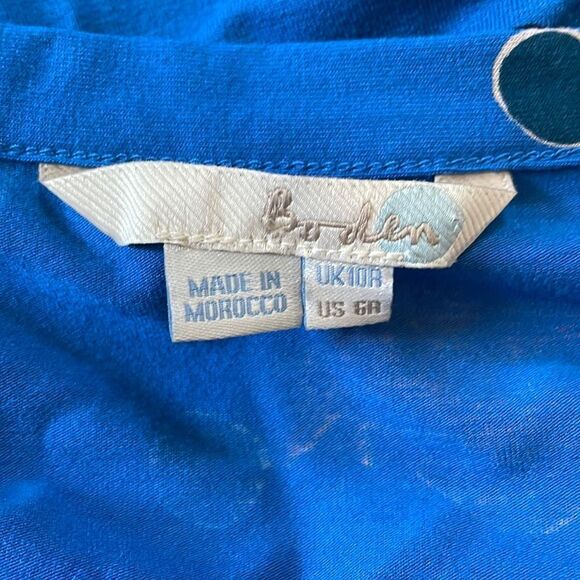 Boden
MADE IN
MOROCCO
UK10R
US 6R